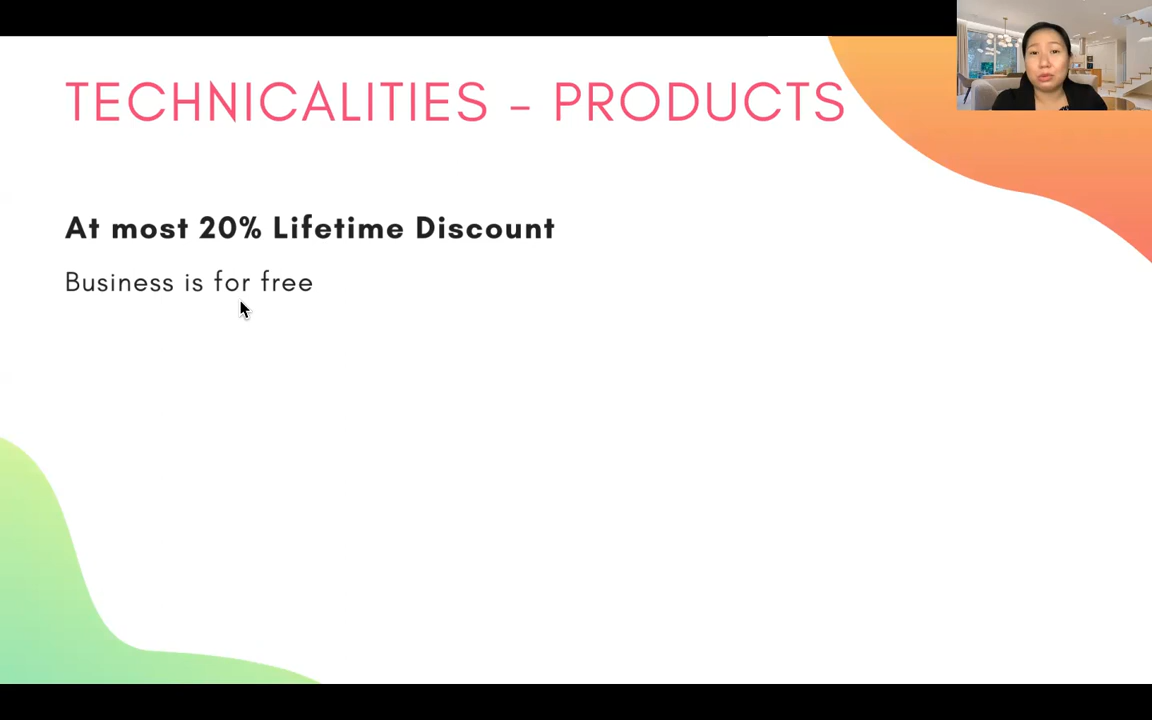 TECHNICALITIES - PRODUCTS
At most 20% Lifetime Discount
Business is for free